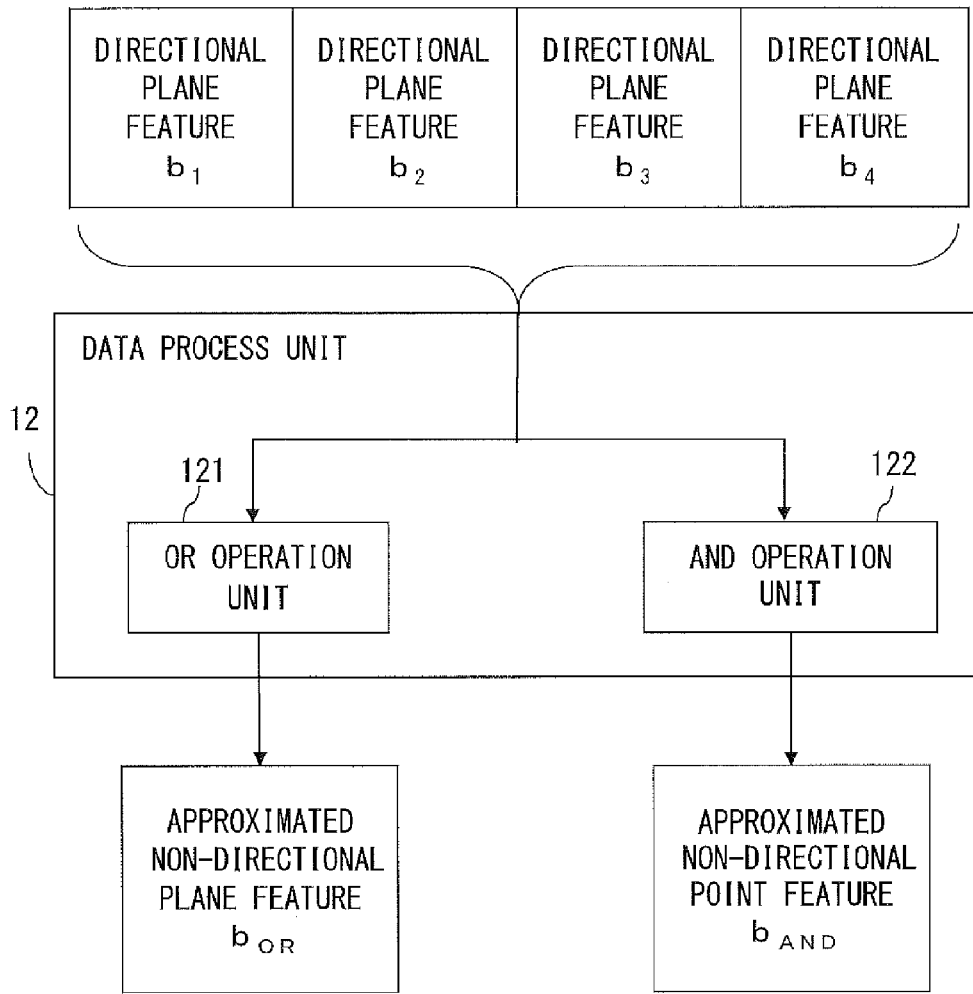 DIRECTIONAL
PLANE
FEATURE
b1
DIRECTIONAL
PLANE
FEATURE
b2
DIRECTIONAL
PLANE
FEATURE
b3
DIRECTIONAL
PLANE
FEATURE
b4
DATA PROCESS UNIT
12
121
122
OR OPERATION
UNIT
AND OPERATION
UNIT
APPROXIMATED
NON-DIRECTIONAL
PLANE FEATURE
bOR
APPROXIMATED
NON-DIRECTIONAL
POINT FEATURE
bAND